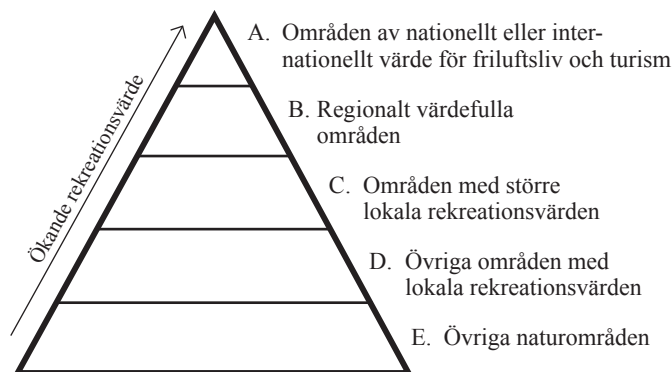 A. Områden av nationellt eller inter-
nationellt värde för friluftsliv och turism
B. Regionalt värdefulla
områden
C. Områden med större
lokala rekreationsvärden
D. Övriga områden med
lokala rekreationsvärden
E. Övriga naturområden
Ökande rekreationsvärde